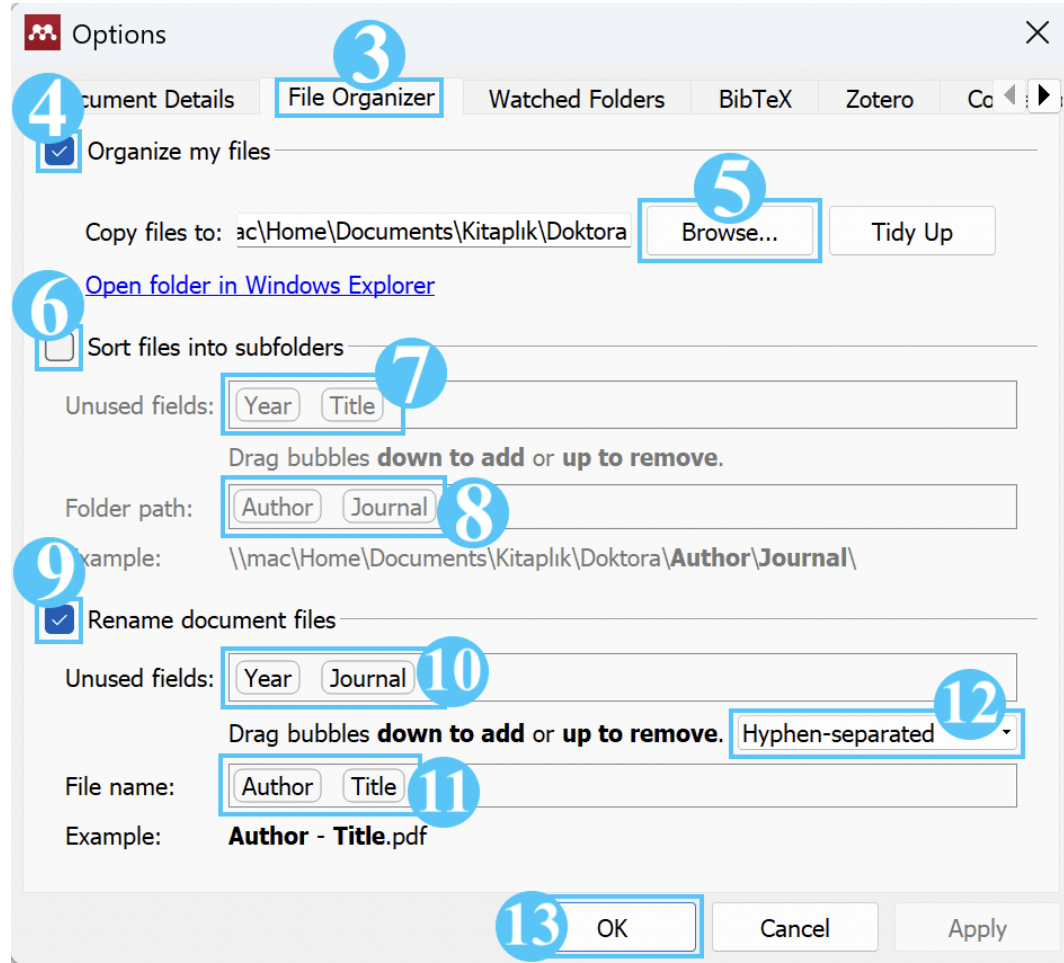 Options
3
4
cument Details File Organizer Watched Folders BibTeX Zotero Co
Organize my files
5
Copy files to: ac\Home\Documents\Kitaplık\Doktora Browse... Tidy Up
Open folder in Windows Explorer
6
Sort files into subfolders
7
Unused fields: Year Title
Drag bubbles down to add or up to remove.
Folder path: Author Journal 8
xample: \\mac\Home\Documents\Kitaplık\Doktora\Author\Journal\
9
Rename document files
Unused fields: Year Journal 10
12
Drag bubbles down to add or up to remove. Hyphen-separated
File name: Author Title 11
Example: Author - Title.pdf
13 OK Cancel Apply